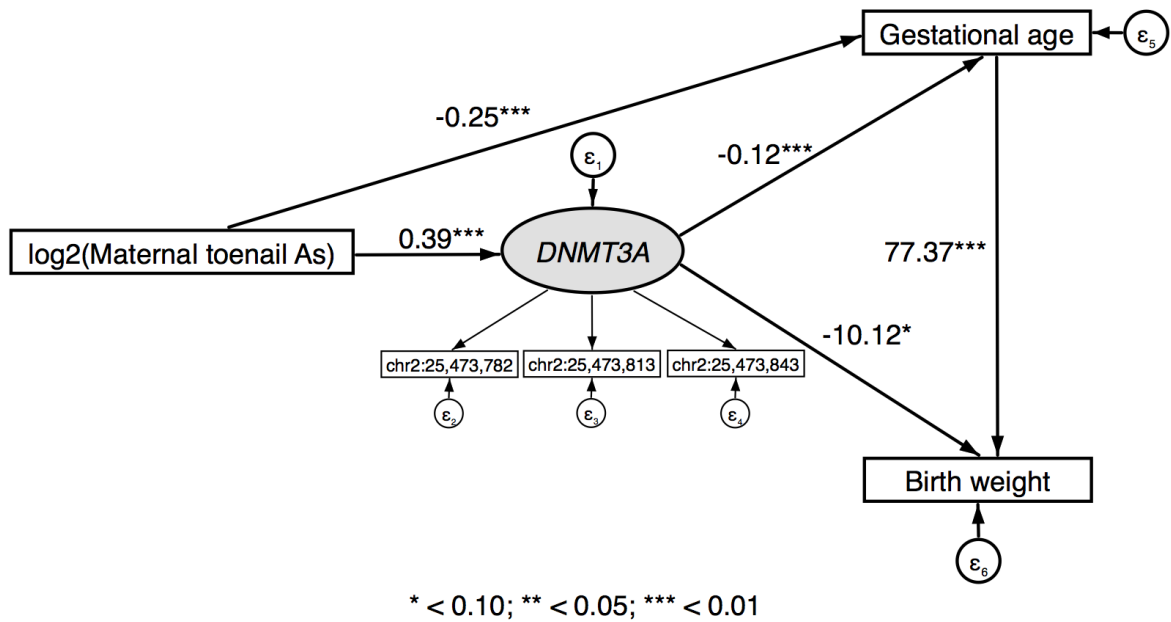 Gestational age
ε5
-0.25***
ε1
-0.12***
log2(Maternal toenail As)
0.39***
DNMT3A
77.37***
-10.12*
chr2:25,473,782
chr2:25,473,813
chr2:25,473,843
ε2
ε3
ε4
Birth weight
ε6
* < 0.10; ** < 0.05; *** < 0.01